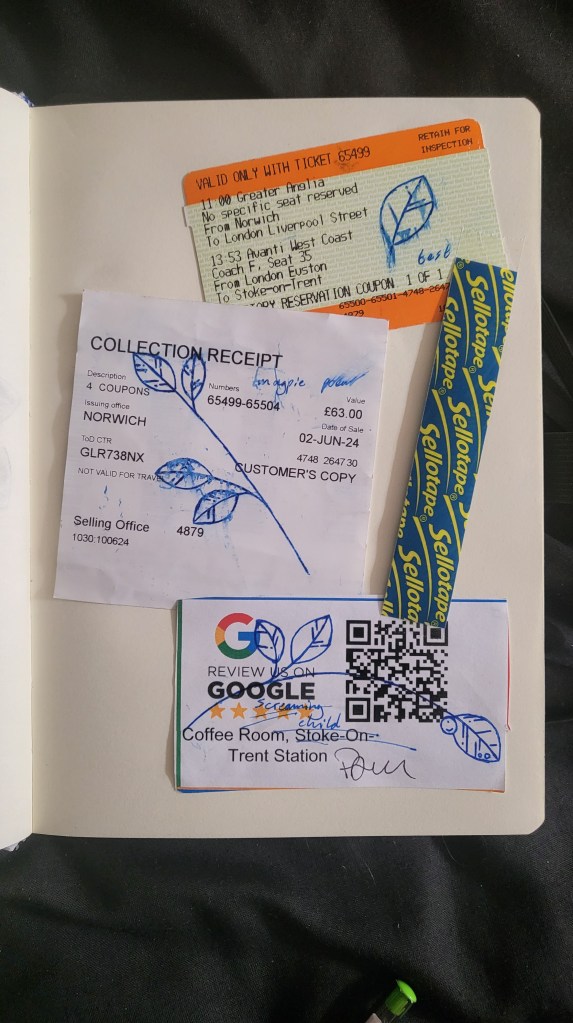 VALID ONLY WITH TICKET 65499
RETAIN FOR
INSPECTION
11 00 Greater Anglia
No specific seat reserved
From Norwich
To London Liverpool Street
13:53 Avanti West Coast
Coach F, Seat 35
From London Euston
To Stoke-on-Trent
RESERVATION COUPON 1 OF 1
65500-65501-4748-2647
4879
Sellotape
Sellotape
Sellotape
Sellotape
Sellotape
Sellotape
COLLECTION RECEIPT
magpie
Description
4 COUPONS
Numbers
65499-65504
Value
£63.00
Issuing office
NORWICH
Date of Sale
02-JUN-24
ToD CTR
GLR738NX
4748 264730
NOT VALID FOR TRAVEL
CUSTOMER'S COPY
Selling Office 4879
1030:100624
G
REVIEW US ON
GOOGLE
screaming
child
Coffee Room, Stoke-On-
Trent Station